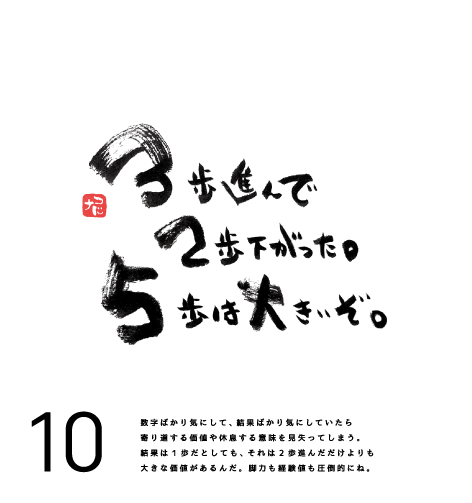 3歩進んで
2歩下がった。
5歩は大きいぞ。
10
数字ばかり気にして、結果ばかり気にしていたら
寄り道する価値や休息する意味を見失ってしまう。
結果は1歩だとしても、それは2歩進んだだけよりも
大きな価値があるんだ。脚力も経験値も圧倒的にね。